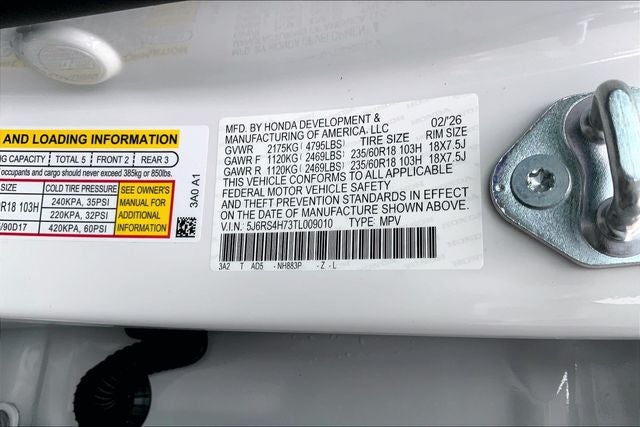 E AND LOADING INFORMATION
NG CAPACITY TOTAL 5 FRONT 2 REAR 3
occupants and cargo should never exceed 385kg or 850lbs.
SIZE COLD TIRE PRESSURE SEE OWNER'S
R18 103H 240KPA, 35PSI MANUAL FOR
220KPA, 32PSI ADDITIONAL
/90D17 420KPA, 60PSI INFORMATION
3A0 A1
MFD. BY HONDA DEVELOPMENT & 02/26
MANUFACTURING OF AMERICA, LLC
GVWR 2175KG (4795LBS) TIRE SIZE RIM SIZE
GAWR F 1120KG (2469LBS) 235/60R18 103H 18X7.5J
GAWR R 1120KG (2469LBS) 235/60R18 103H 18X7.5J
THIS VEHICLE CONFORMS TO ALL APPLICABLE
FEDERAL MOTOR VEHICLE SAFETY
AND THEFT PREVENTION STANDARDS IN EFFECT
ON THE DATE OF MANUFACTURE SHOWN ABOVE.
V.I.N. 5J6RS4H73TL009010 TYPE: MPV
3A2 T AD5 -NH883P -Z -L